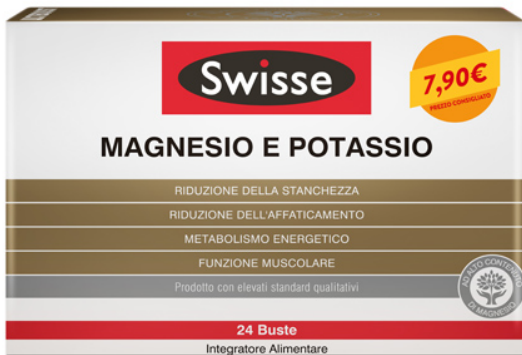 Swisse
7,90€
PREZZO CONSIGLIATO
MAGNESIO E POTASSIO
RIDUZIONE DELLA STANCHEZZA
RIDUZIONE DELL'AFFATICAMENTO
METABOLISMO ENERGETICO
FUNZIONE MUSCOLARE
Prodotto con elevati standard qualitativi
AD ALTO CONTENUTO
DI MAGNESIO
24 Buste
Integratore Alimentare